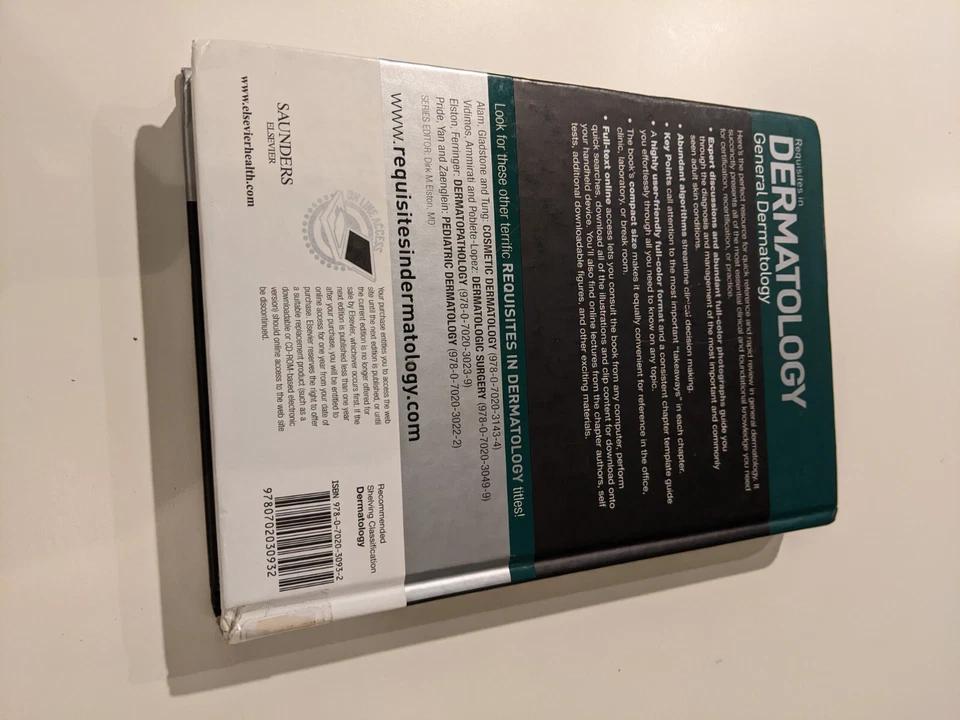 Requisites in
DERMATOLOGY
General Dermatology
Here's the perfect resource for quick reference and rapid review in general dermatology. It
succinctly presents all of the most essential clinical and foundational knowledge you need
for certification, recertification, or practice.
• Expert discussions and abundant full-color photographs guide you
through the diagnosis and management of the most important and commonly
seen adult skin conditions.
• Abundant algorithms streamline clinical decision making.
• Key Points call attention to the most important "takeaways" in each chapter.
• A highly user-friendly full-color format and a consistent chapter template guide
you effortlessly through all you need to know on any topic.
• The book's compact size makes it equally convenient for reference in the office,
clinic, laboratory, or break room.
• Full-text online access lets you consult the book from any computer, perform
quick searches, download all of the illustrations and clip content for download onto
your handheld device. You'll also find online lectures from the chapter authors, self
tests, additional downloadable figures, and other exciting materials.
Look for these other terrific REQUISITES IN DERMATOLOGY titles!
Alam, Gladstone and Tung: COSMETIC DERMATOLOGY (978-0-7020-3143-4)
Vidimos, Ammirati and Poblete-Lopez: DERMATOLOGIC SURGERY (978-0-7020-3049-9)
Elston, Ferringer: DERMATOPATHOLOGY (978-0-7020-3023-9)
Pride, Yan and Zaenglein: PEDIATRIC DERMATOLOGY (978-0-7020-3022-2)
SERIES EDITOR: Dirk M Elston, MD
www.requisitesindermatology.com
ONLINE ACCESS
Your purchase entitles you to access the web
site until the next edition is published, or until
the current edition is no longer offered for
sale by Elsevier, whichever occurs first. If the
next edition is published less than one year
after your purchase, you will be entitled to
online access for one year from your date of
purchase. Elsevier reserves the right to offer
a suitable replacement product (such as a
downloadable or CD-ROM-based electronic
version) should online access to the web site
be discontinued.
Recommended
Shelving Classification
Dermatology
ISBN 978-0-7020-3093-2
9780702030932
SAUNDERS
ELSEVIER
www.elsevierhealth.com